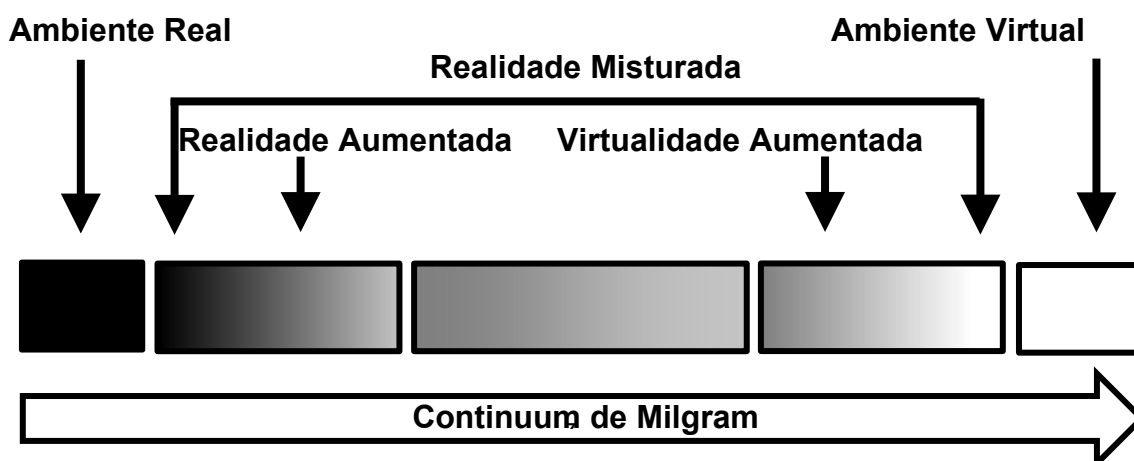 Ambiente Real
Ambiente Virtual
Realidade Misturada
Realidade Aumentada
Virtualidade Aumentada
Continuum de Milgram